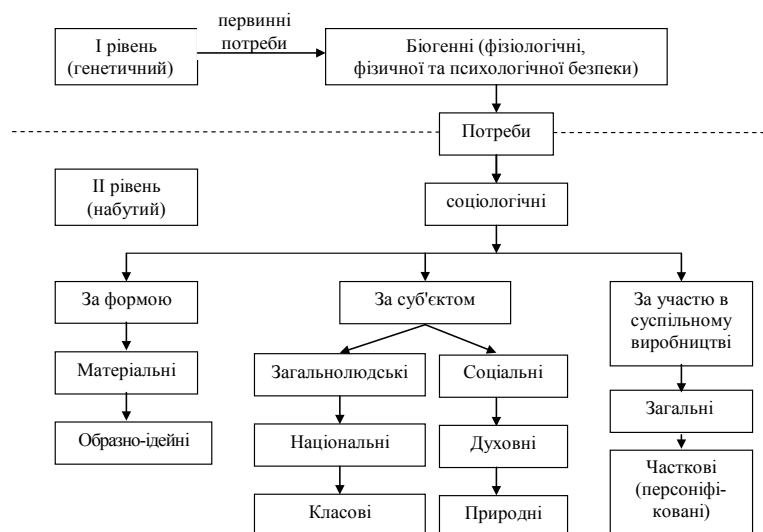 І рівень
(генетичний)
первинні
потреби
Біогенні (фізіологічні,
фізичної та психологічної безпеки)
Потреби
ІІ рівень
(набутий)
соціологічні
За формою
За суб'єктом
За участю в
суспільному
виробництві
Матеріальні
Загальнолюдські
Соціальні
Загальні
Образно-ідейні
Національні
Духовні
Часткові
(персоніфі-
ковані)
Класові
Природні